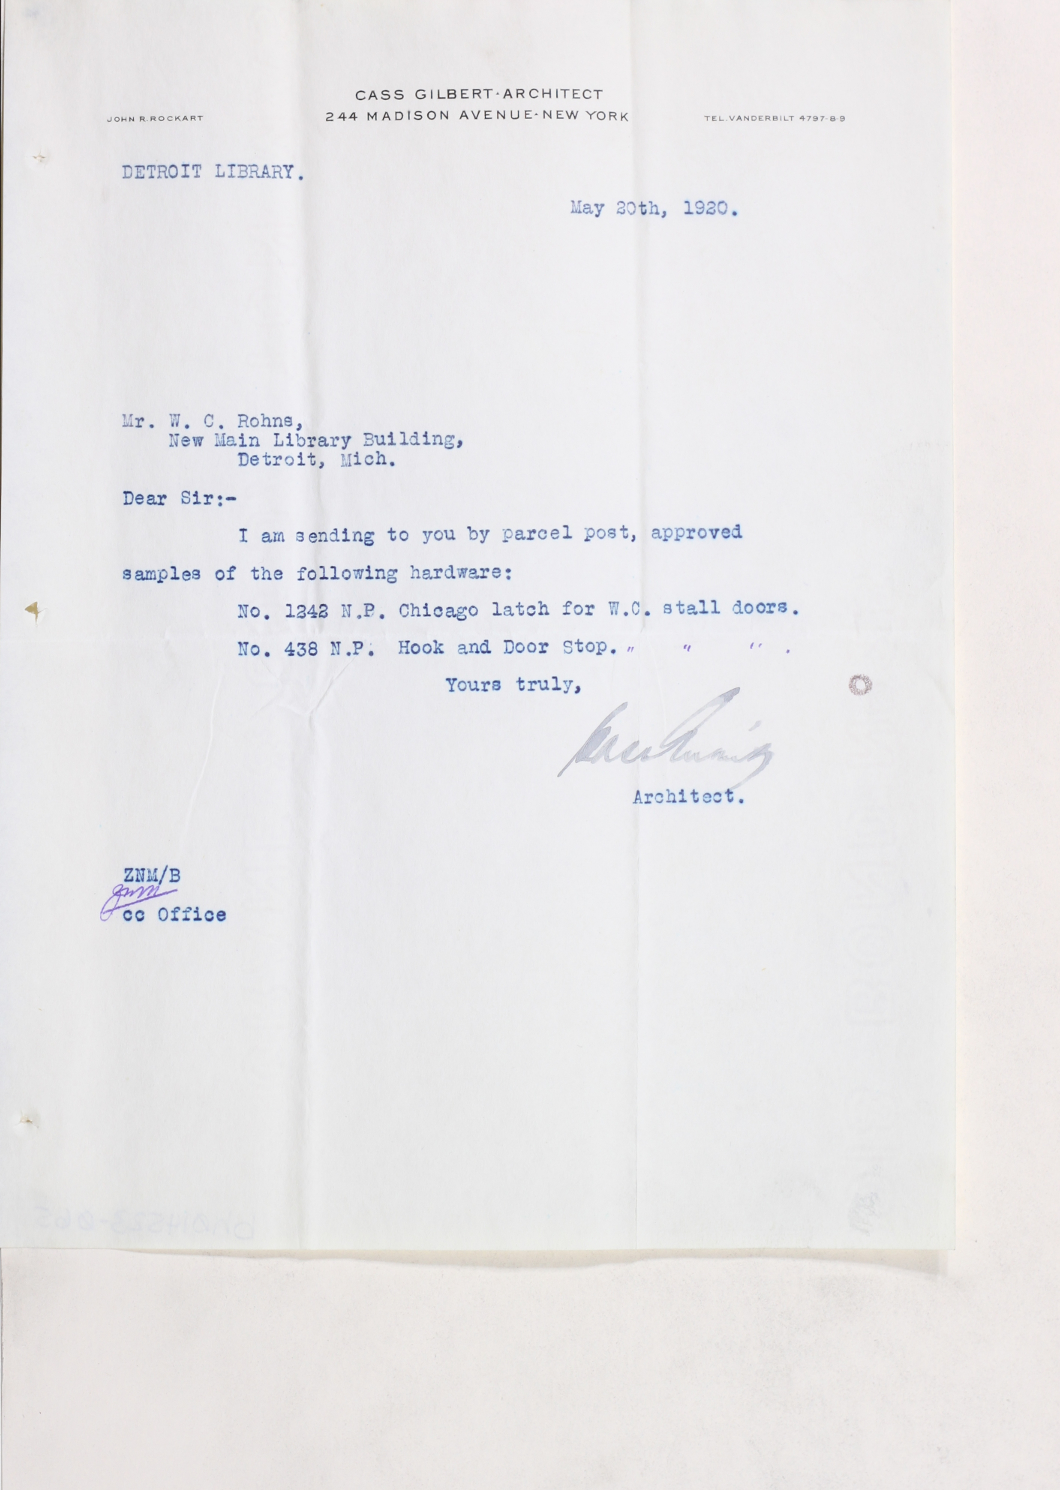 CASS GILBERT·ARCHITECT
JOHN R. ROCKART 244 MADISON AVENUE·NEW YORK TEL. VANDERBILT 4797-8-9
DETROIT LIBRARY.
May 20th, 1920.
Mr. W. C. Rohns,
New Main Library Building,
Detroit, Mich.
Dear Sir:-
I am sending to you by parcel post, approved
samples of the following hardware:
No. 1242 N.P. Chicago latch for W.C. stall doors.
No. 438 N.P. Hook and Door Stop. " " " .
Yours truly,
Cass Gilbert
Architect.
ZNM/B
cc Office